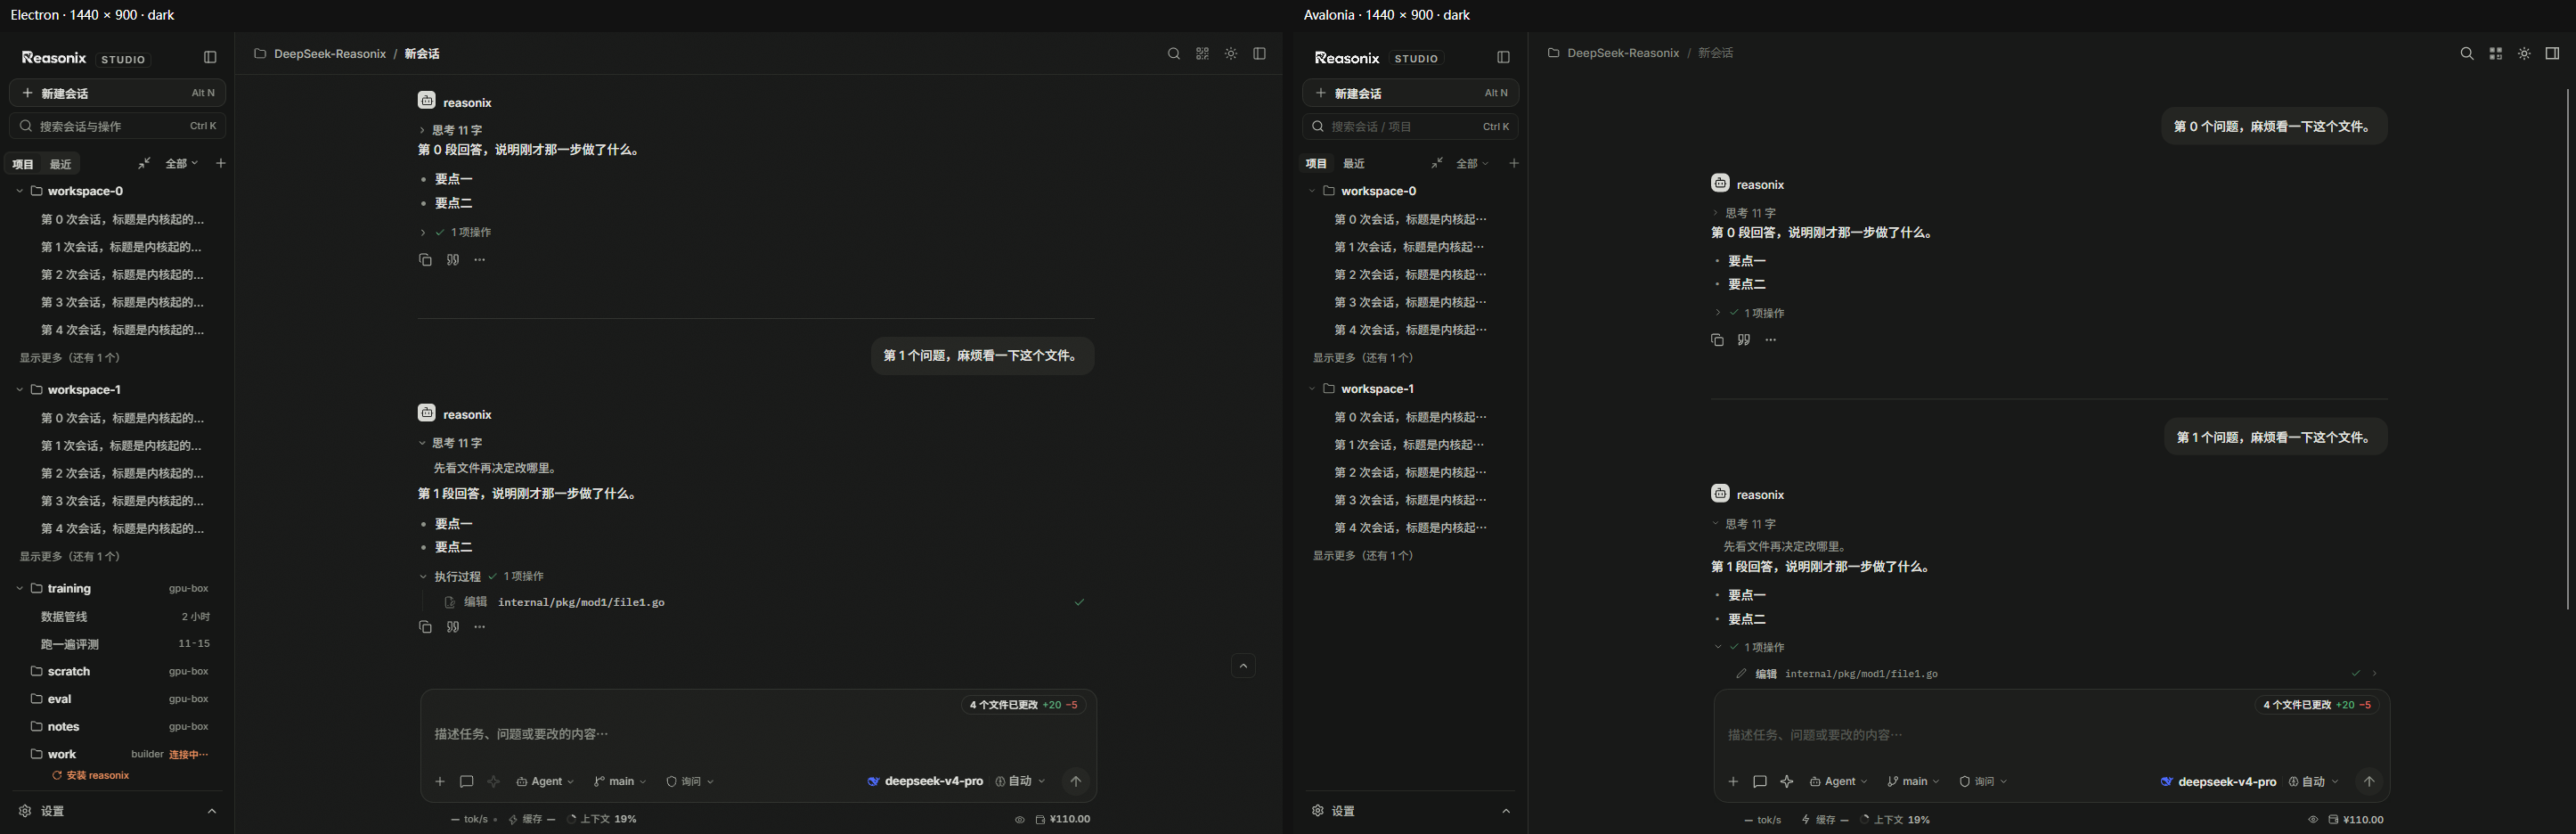 Electron · 1440 × 900 · dark
Reasonix STUDIO
新建会话 Alt N
搜索会话与操作 Ctrl K
项目 最近 全部
workspace-0
第 0 次会话，标题是内核起的...
第 1 次会话，标题是内核起的...
第 2 次会话，标题是内核起的...
第 3 次会话，标题是内核起的...
第 4 次会话，标题是内核起的...
显示更多（还有 1 个）
workspace-1
第 0 次会话，标题是内核起的...
第 1 次会话，标题是内核起的...
第 2 次会话，标题是内核起的...
第 3 次会话，标题是内核起的...
第 4 次会话，标题是内核起的...
显示更多（还有 1 个）
training gpu-box
数据管线 2 小时
跑一遍评测 11-15
scratch gpu-box
eval gpu-box
notes gpu-box
work builder 连接中···
安装 reasonix
设置
DeepSeek-Reasonix / 新会话
reasonix
思考 11 字
第 0 段回答，说明刚才那一步做了什么。
• 要点一
• 要点二
1 项操作
第 1 个问题，麻烦看一下这个文件。
reasonix
思考 11 字
先看文件再决定改哪里。
第 1 段回答，说明刚才那一步做了什么。
• 要点一
• 要点二
执行过程 1 项操作
编辑 internal/pkg/mod1/file1.go
4 个文件已更改 +20 −5
描述任务、问题或要改的内容···
Agent main 询问 deepseek-v4-pro 自动
— tok/s • 缓存 — 上下文 19% ¥110.00
Avalonia · 1440 × 900 · dark
Reasonix STUDIO
新建会话 Alt N
搜索会话 / 项目 Ctrl K
项目 最近 全部
workspace-0
第 0 次会话，标题是内核起···
第 1 次会话，标题是内核起···
第 2 次会话，标题是内核起···
第 3 次会话，标题是内核起···
第 4 次会话，标题是内核起···
显示更多（还有 1 个）
workspace-1
第 0 次会话，标题是内核起···
第 1 次会话，标题是内核起···
第 2 次会话，标题是内核起···
第 3 次会话，标题是内核起···
第 4 次会话，标题是内核起···
显示更多（还有 1 个）
设置
DeepSeek-Reasonix / 新会话
第 0 个问题，麻烦看一下这个文件。
reasonix
思考 11 字
第 0 段回答，说明刚才那一步做了什么。
• 要点一
• 要点二
1 项操作
第 1 个问题，麻烦看一下这个文件。
reasonix
思考 11 字
先看文件再决定改哪里。
第 1 段回答，说明刚才那一步做了什么。
• 要点一
• 要点二
1 项操作
编辑 internal/pkg/mod1/file1.go
4 个文件已更改 +20 −5
描述任务、问题或要改的内容···
Agent main 询问 deepseek-v4-pro 自动
— tok/s 缓存 — 上下文 19% ¥110.00